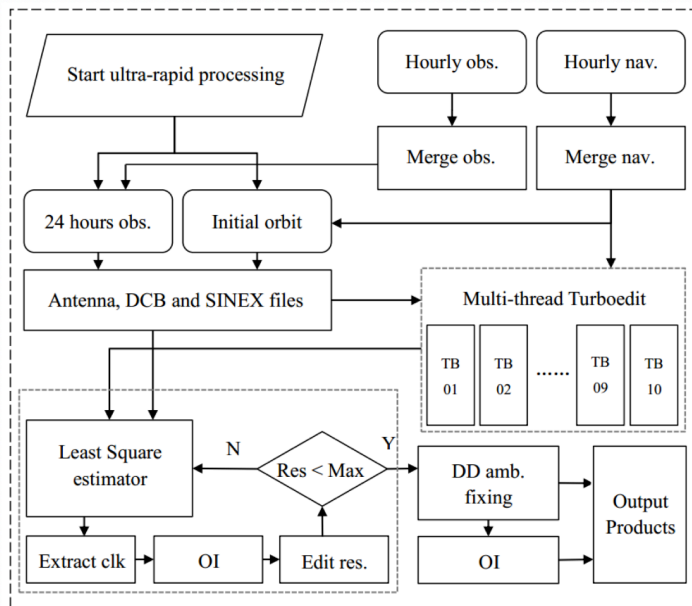 Start ultra-rapid processing
Hourly obs.
Hourly nav.
Merge obs.
Merge nav.
24 hours obs.
Initial orbit
Antenna, DCB and SINEX files
Multi-thread Turboedit
TB
01
TB
02
......
TB
09
TB
10
Least Square
estimator
N
Res < Max
Y
DD amb.
fixing
Output
Products
Extract clk
OI
Edit res.
OI